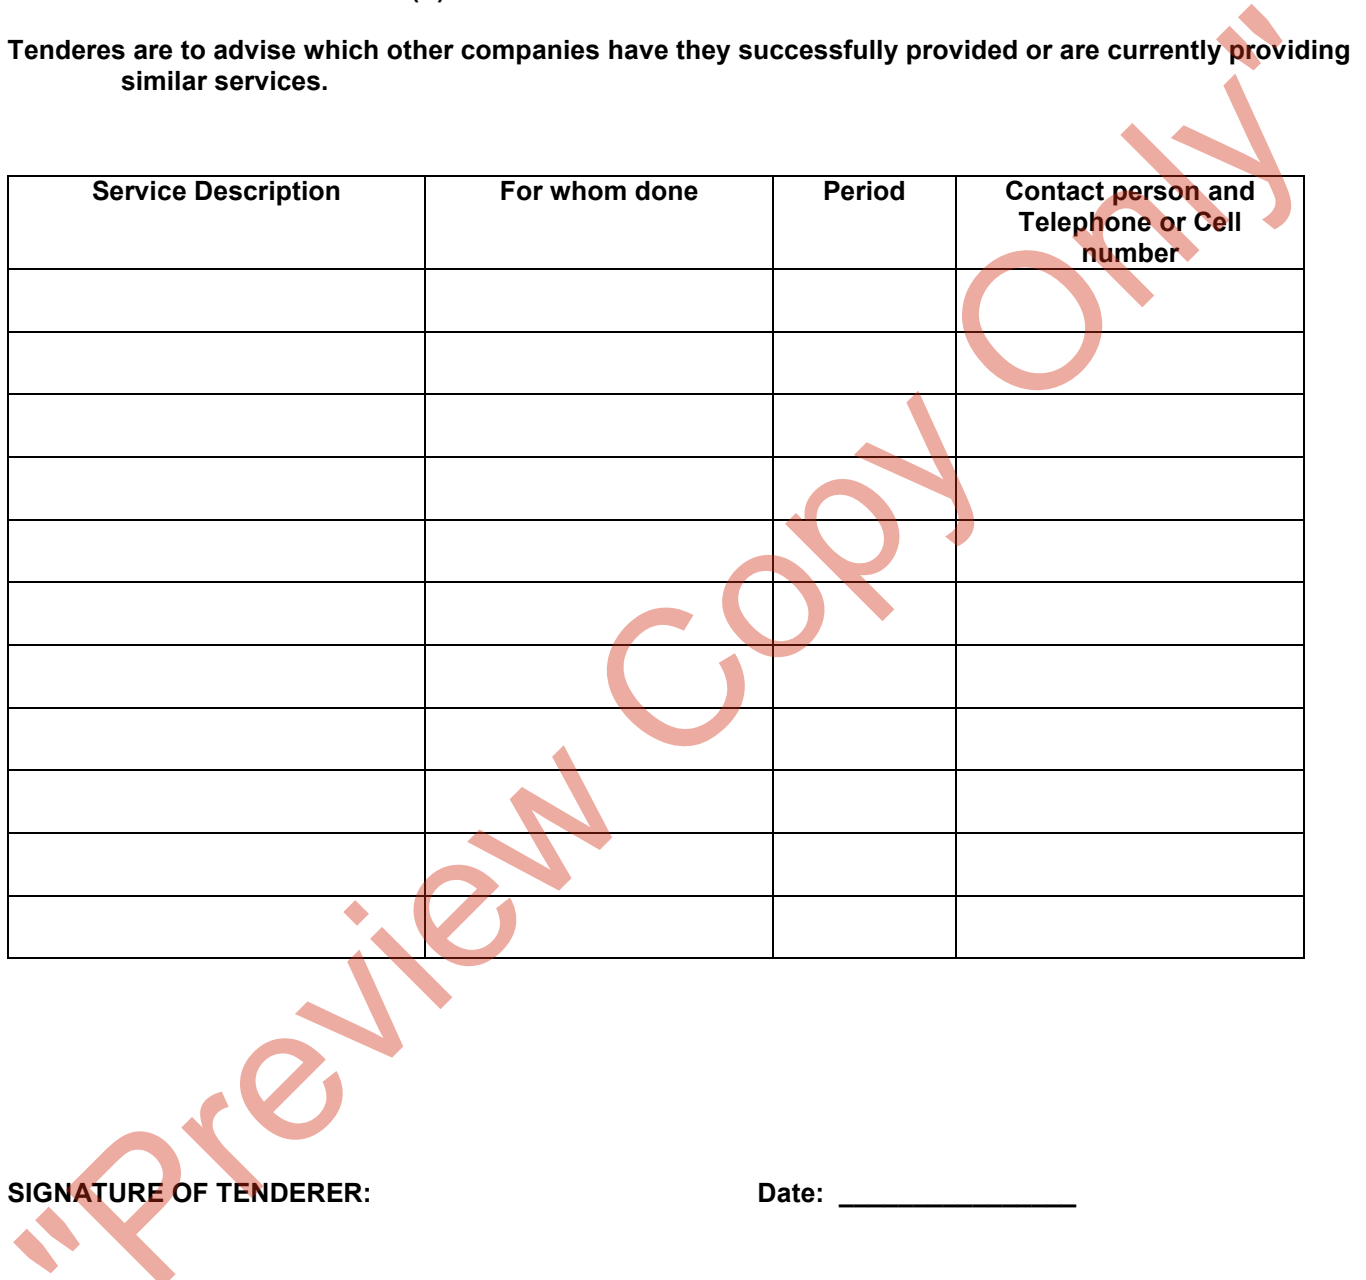 Tenderes are to advise which other companies have they successfully provided or are currently providing
similar services.
Service Description For whom done Period Contact person and
Telephone or Cell
number
SIGNATURE OF TENDERER: Date: ________________
"Preview Copy Only"